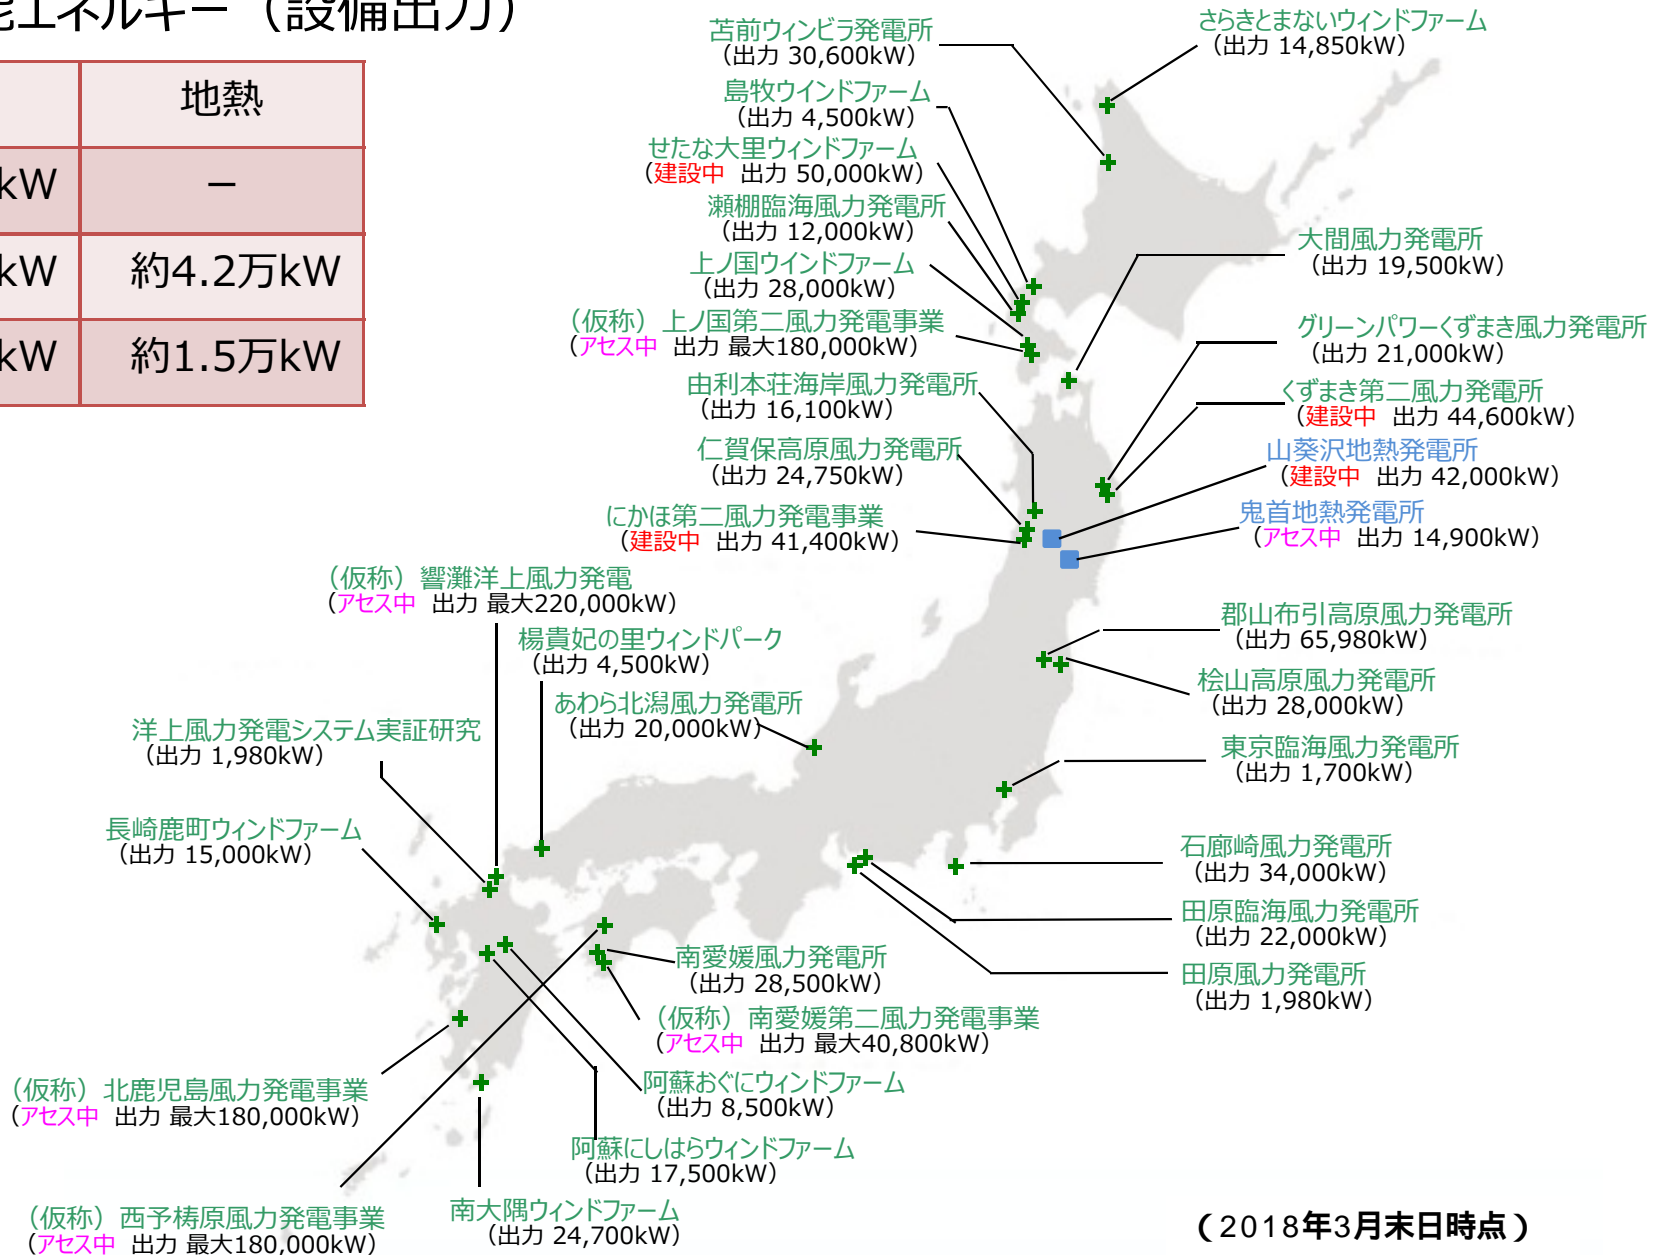 能エネルギー（設備出力）
地熱
kW
－
kW
約4.2万kW
kW
約1.5万kW
苫前ウィンビラ発電所
（出力 30,600kW）
さらきとまないウィンドファーム
（出力 14,850kW）
島牧ウインドファーム
（出力 4,500kW）
せたな大里ウィンドファーム
（建設中 出力 50,000kW）
瀬棚臨海風力発電所
（出力 12,000kW）
上ノ国ウインドファーム
（出力 28,000kW）
（仮称）上ノ国第二風力発電事業
（アセス中 出力 最大180,000kW）
大間風力発電所
（出力 19,500kW）
グリーンパワーくずまき風力発電所
（出力 21,000kW）
くずまき第二風力発電所
（建設中 出力 44,600kW）
由利本荘海岸風力発電所
（出力 16,100kW）
仁賀保高原風力発電所
（出力 24,750kW）
にかほ第二風力発電事業
（建設中 出力 41,400kW）
山葵沢地熱発電所
（建設中 出力 42,000kW）
鬼首地熱発電所
（アセス中 出力 14,900kW）
（仮称）響灘洋上風力発電
（アセス中 出力 最大220,000kW）
楊貴妃の里ウィンドパーク
（出力 4,500kW）
あわら北潟風力発電所
（出力 20,000kW）
洋上風力発電システム実証研究
（出力 1,980kW）
長崎鹿町ウィンドファーム
（出力 15,000kW）
郡山布引高原風力発電所
（出力 65,980kW）
桧山高原風力発電所
（出力 28,000kW）
東京臨海風力発電所
（出力 1,700kW）
石廊崎風力発電所
（出力 34,000kW）
田原臨海風力発電所
（出力 22,000kW）
田原風力発電所
（出力 1,980kW）
南愛媛風力発電所
（出力 28,500kW）
（仮称）南愛媛第二風力発電事業
（アセス中 出力 最大40,800kW）
阿蘇おぐにウィンドファーム
（出力 8,500kW）
阿蘇にしはらウィンドファーム
（出力 17,500kW）
（仮称）北鹿児島風力発電事業
（アセス中 出力 最大180,000kW）
南大隅ウィンドファーム
（出力 24,700kW）
（仮称）西予梼原風力発電事業
（アセス中 出力 最大180,000kW）
（2018年3月末日時点）